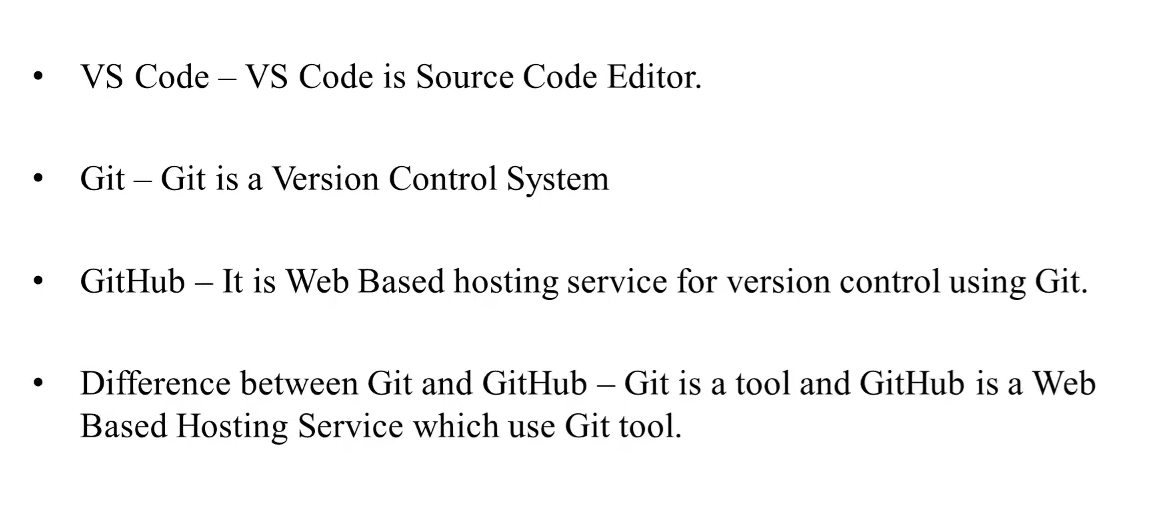 • VS Code – VS Code is Source Code Editor.
• Git – Git is a Version Control System
• GitHub – It is Web Based hosting service for version control using Git.
• Difference between Git and GitHub – Git is a tool and GitHub is a Web
Based Hosting Service which use Git tool.